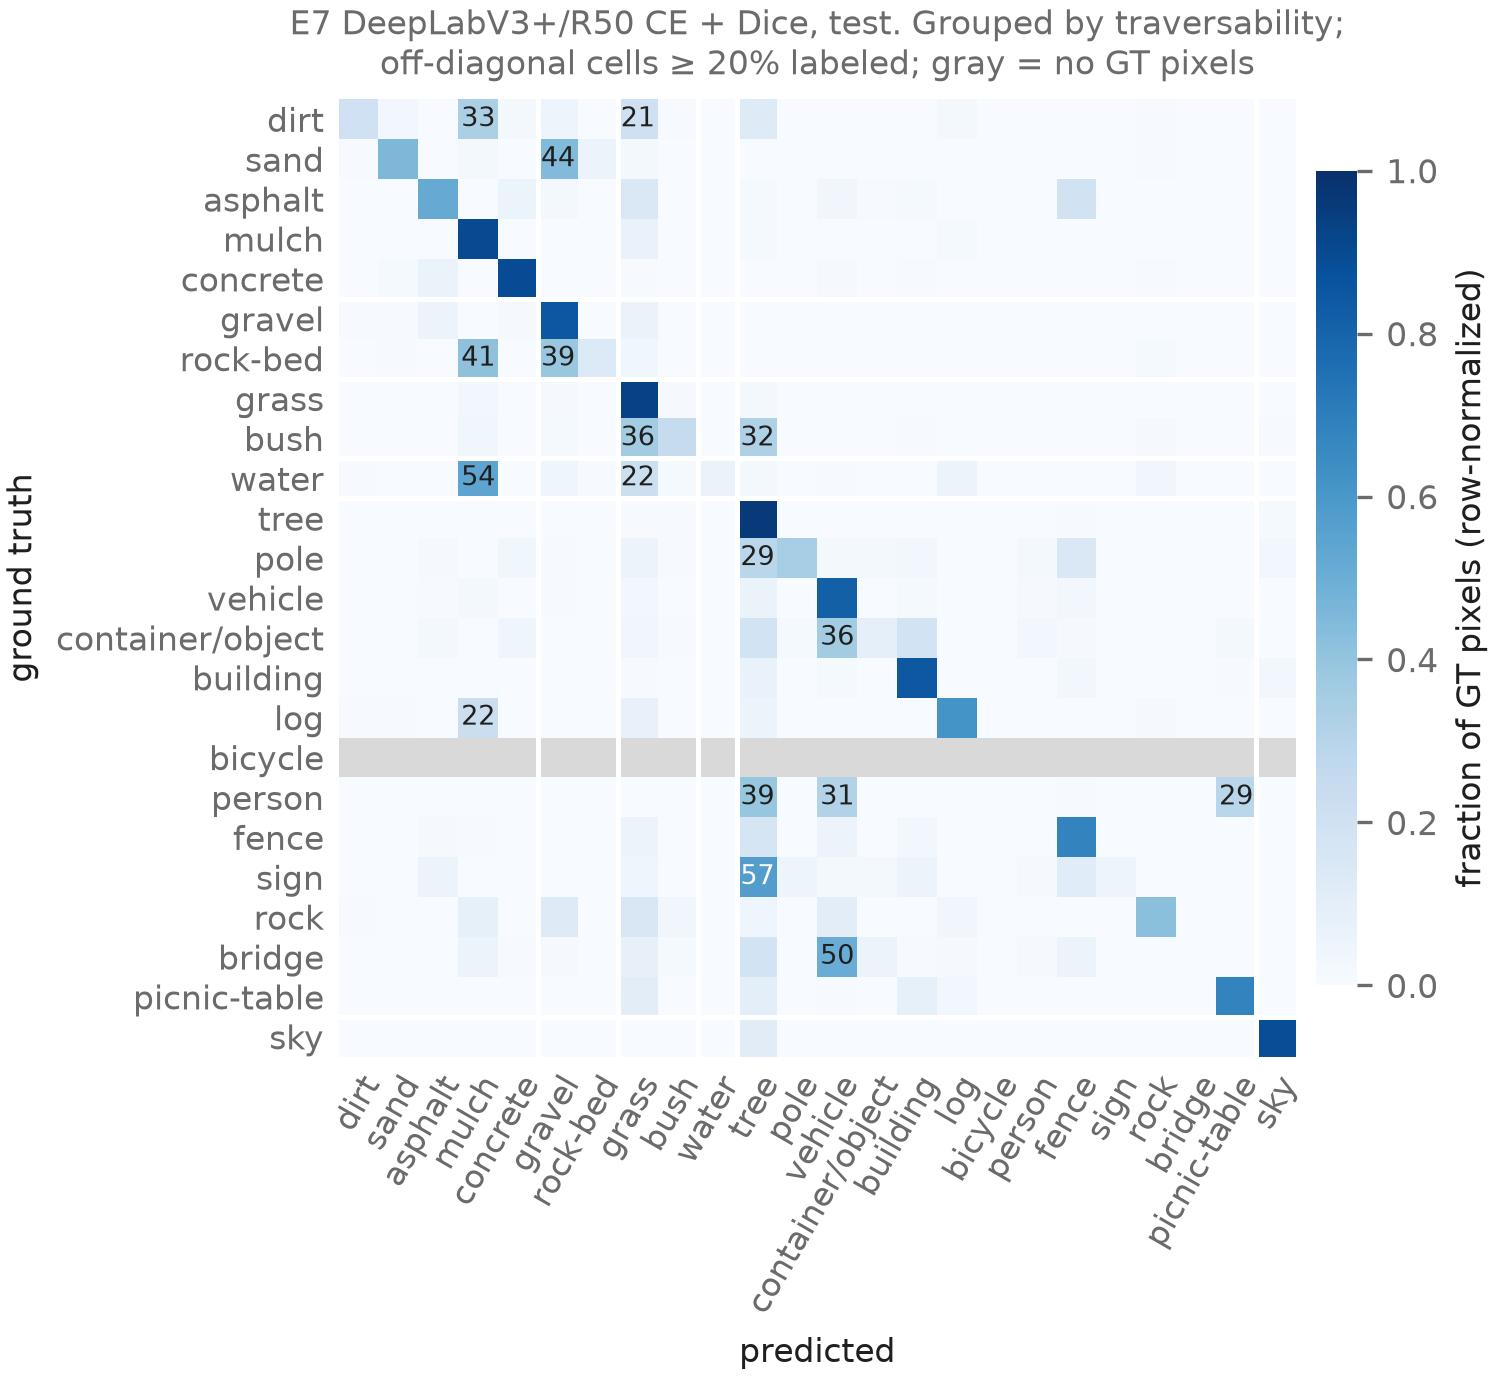 E7 DeepLabV3+/R50 CE + Dice, test. Grouped by traversability;
off-diagonal cells ≥ 20% labeled; gray = no GT pixels
ground truth
dirt 33 21
sand 44
asphalt
mulch
concrete
gravel
rock-bed 41 39
grass
bush 36 32
water 54 22
tree
pole 29
vehicle
container/object 36
building
log 22
bicycle
person 39 31 29
fence
sign 57
rock
bridge 50
picnic-table
sky
dirt
sand
asphalt
mulch
concrete
gravel
rock-bed
grass
bush
water
tree
pole
vehicle
container/object
building
log
bicycle
person
fence
sign
rock
bridge
picnic-table
sky
predicted
1.0
0.8
0.6
0.4
0.2
0.0
fraction of GT pixels (row-normalized)